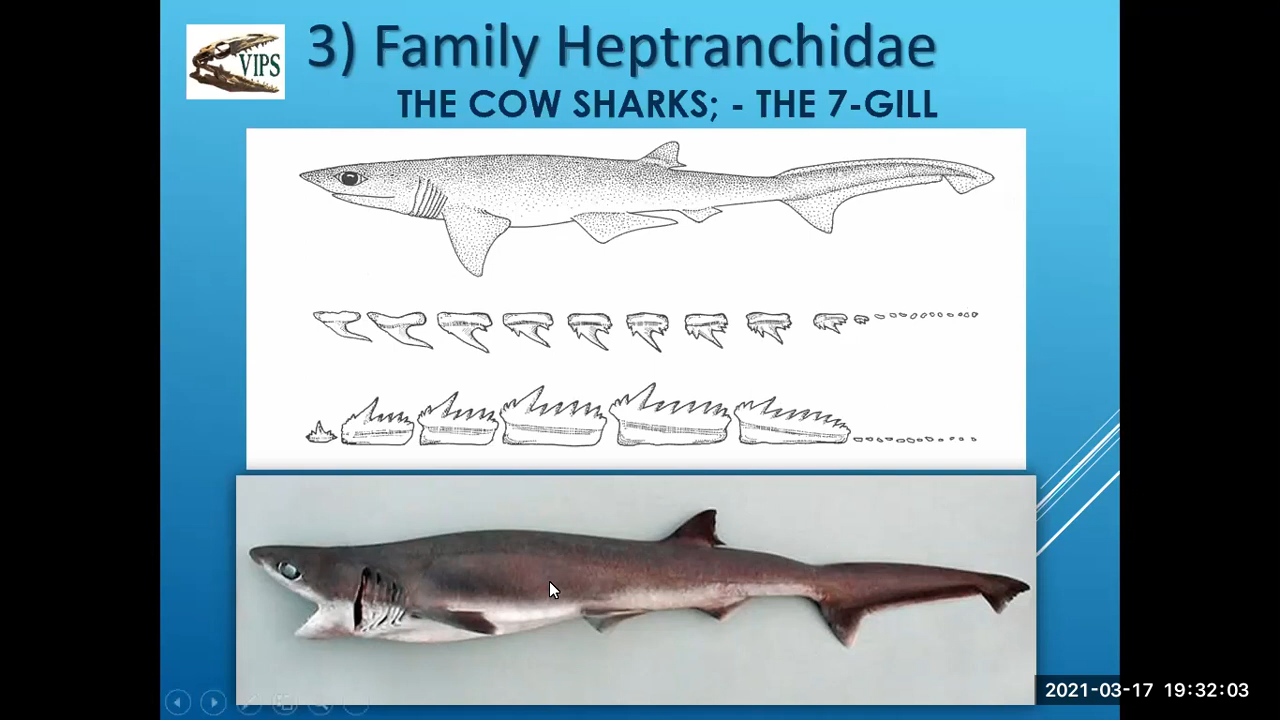 VIPS
3) Family Heptranchidae
THE COW SHARKS; - THE 7-GILL
2021-03-17 19:32:03